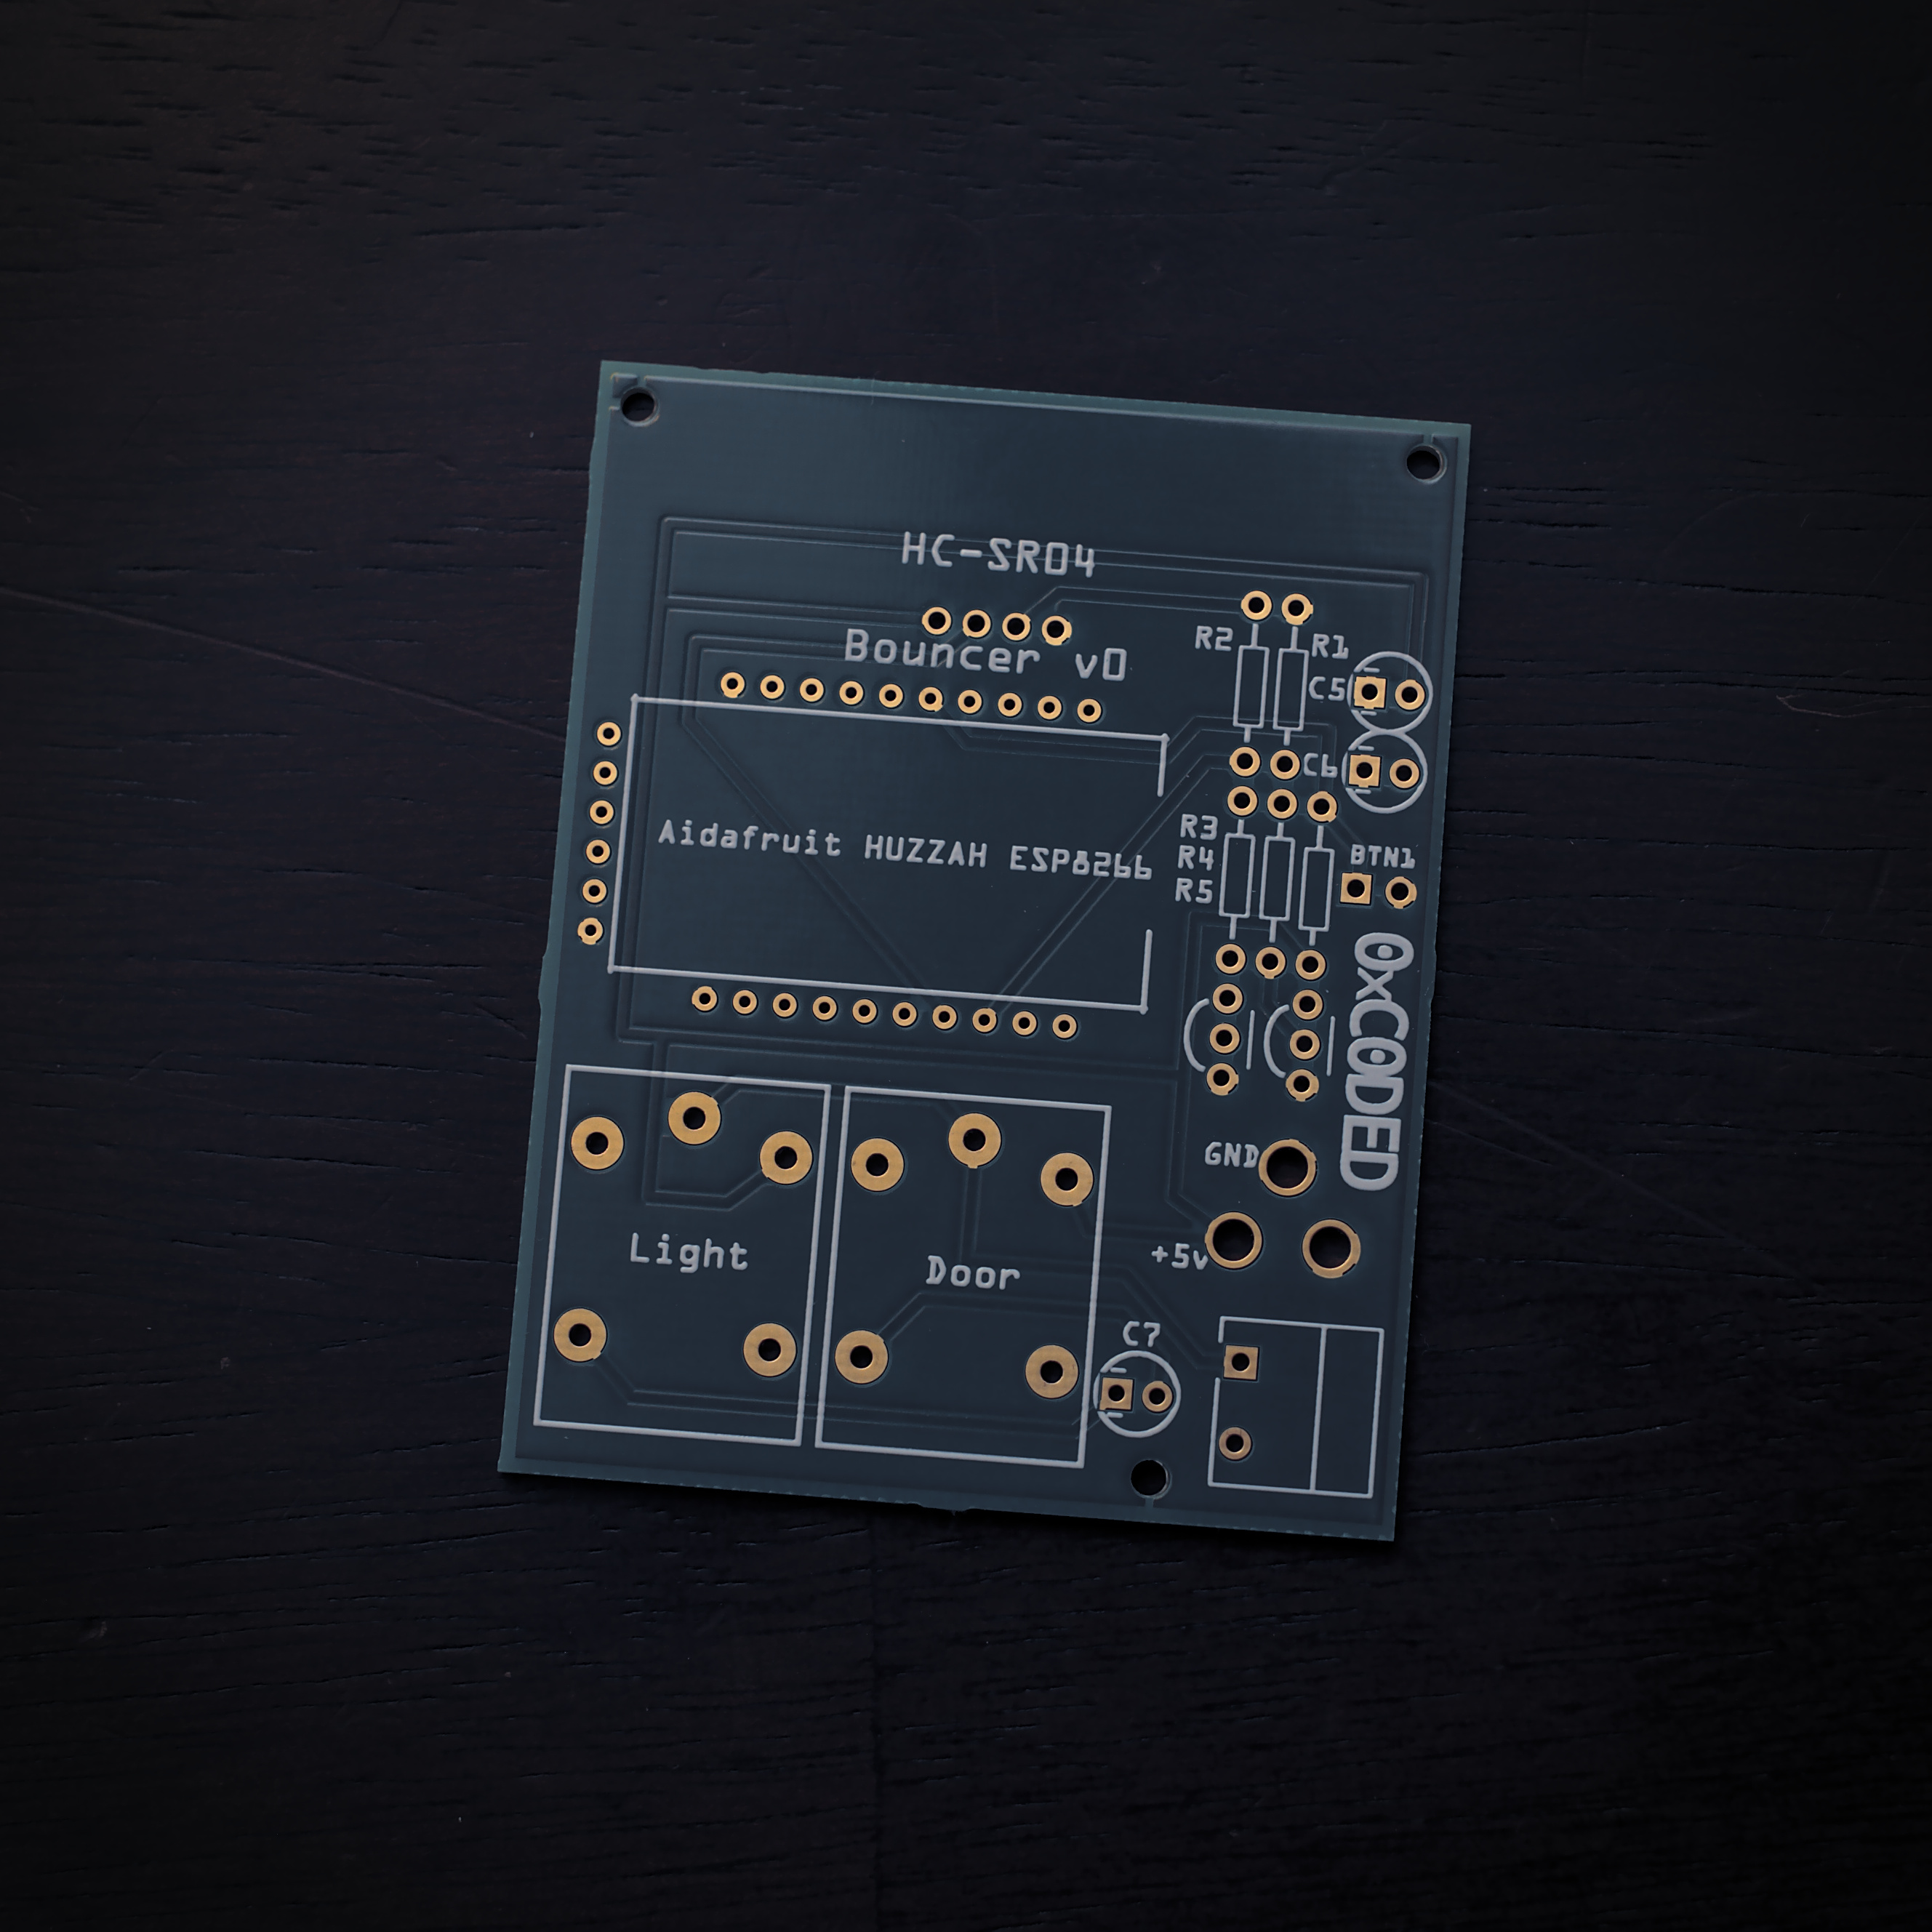 HC-SR04
Bouncer v0
R2
R1
C5
C6
Aidafruit HUZZAH ESP8266
R3
R4
R5
BTN1
0xC0DED
GND
+5v
Light
Door
C7